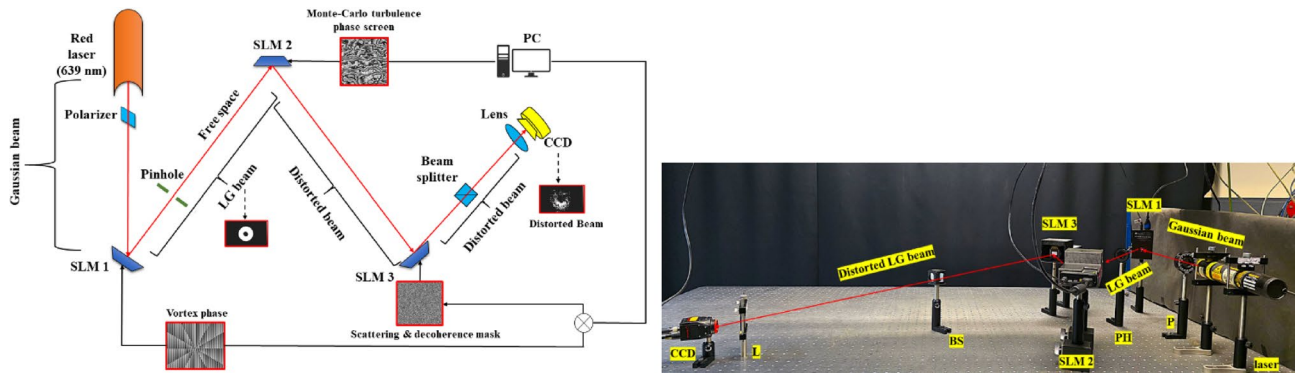 Monte-Carlo turbulence
phase screen
Red
laser
(639 nm)
SLM 2
PC
Polarizer
Gaussian beam
Free space
Lens
CCD
Pinhole
LG beam
Distorted beam
Beam
splitter
Distorted beam
Distorted Beam
SLM 1
SLM 3
Vortex phase
Scattering & decoherence mask
SLM 1
SLM 3
Gaussian beam
Distorted LG beam
LG beam
P
PH
BS
CCD
L
SLM 2
laser